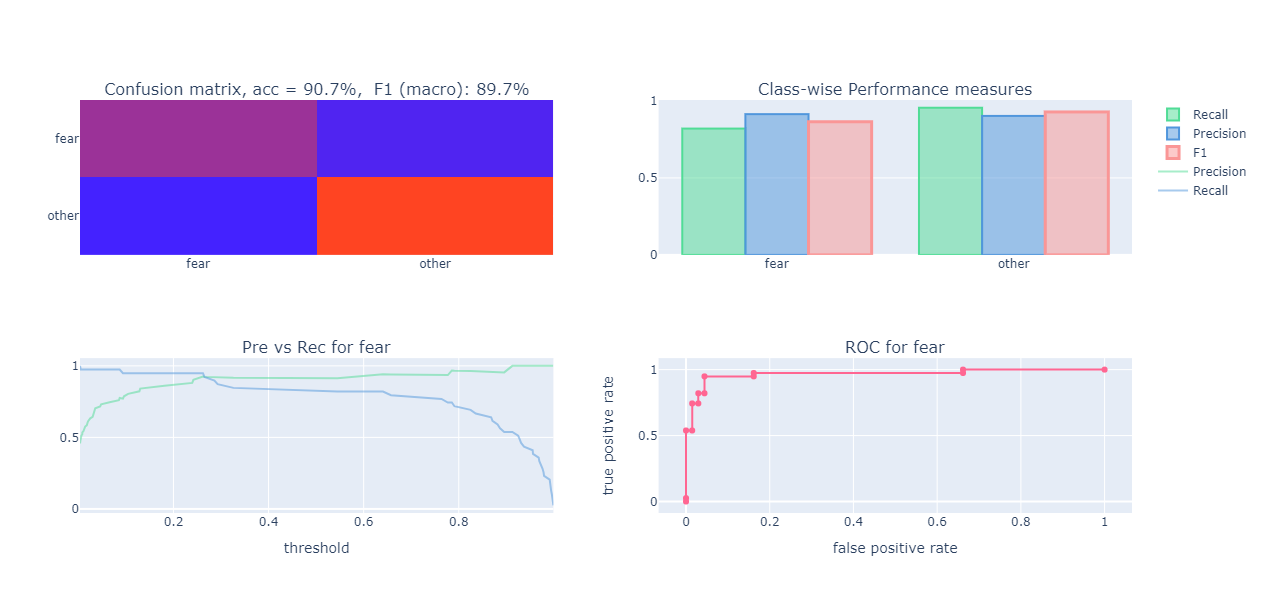 Confusion matrix, acc = 90.7%,  F1 (macro): 89.7%
fear
other
fear
other
Class-wise Performance measures
1
0.5
0
fear
other
Recall
Precision
F1
Precision
Recall
Pre vs Rec for fear
1
0.5
0
0.2
0.4
0.6
0.8
threshold
ROC for fear
true positive rate
1
0.5
0
0
0.2
0.4
0.6
0.8
1
false positive rate